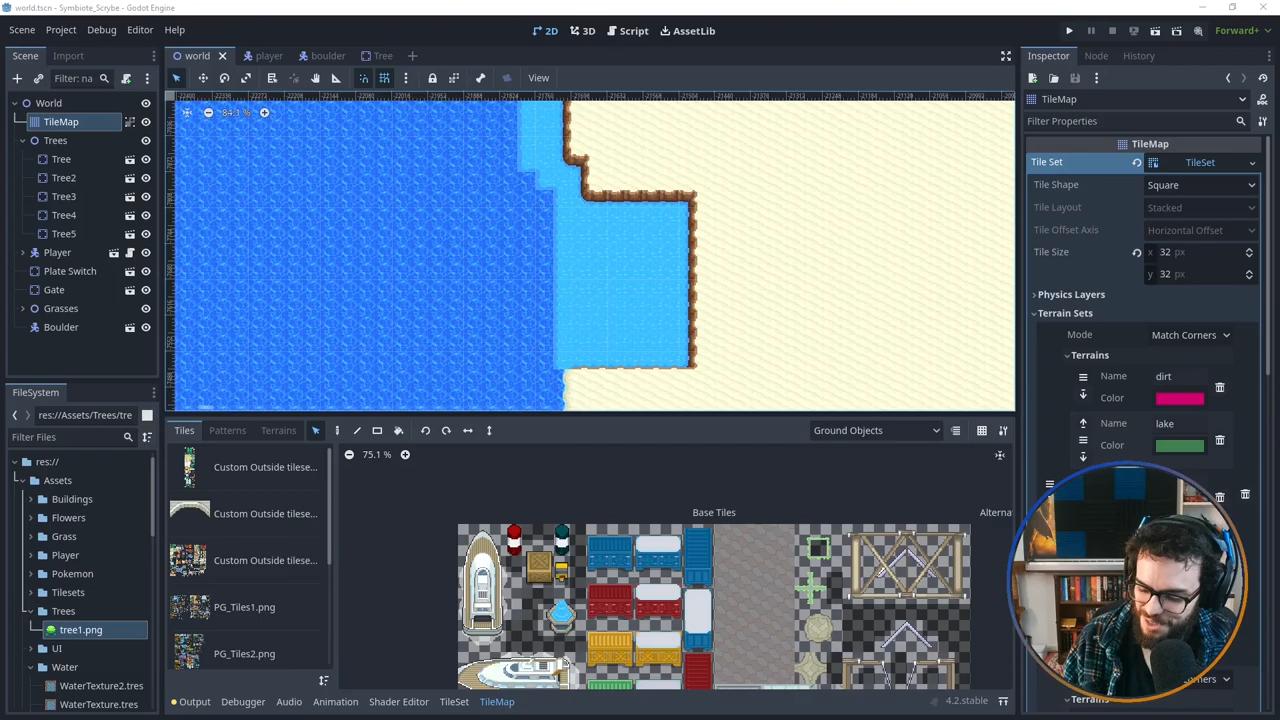 world.tscn - Symbiote_Scrybe - Godot Engine
Scene Project Debug Editor Help
2D 3D Script AssetLib
Forward+
Scene Import
world player boulder Tree
Inspector Node History
Filter: na
View
World
TileMap
Trees
Tree
Tree2
Tree3
Tree4
Tree5
Player
Plate Switch
Gate
Grasses
Boulder
84.1 %
TileMap
Filter Properties
TileMap
Tile Set TileSet
Tile Shape Square
Tile Layout Stacked
Tile Offset Axis Horizontal Offset
Tile Size x 32 px
y 32 px
Physics Layers
Terrain Sets
Mode Match Corners
Terrains
Name dirt
Color
Name lake
Color
Terrains
FileSystem
res://Assets/Trees/tre
Filter Files
res://
Assets
Buildings
Flowers
Grass
Player
Pokemon
Tilesets
Trees
tree1.png
UI
Water
WaterTexture2.tres
WaterTexture.tres
Tiles Patterns Terrains
Ground Objects
Custom Outside tilese...
Custom Outside tilese...
Custom Outside tilese...
PG_Tiles1.png
PG_Tiles2.png
75.1 %
Base Tiles
Alterna
Output Debugger Audio Animation Shader Editor TileSet TileMap
4.2.stable